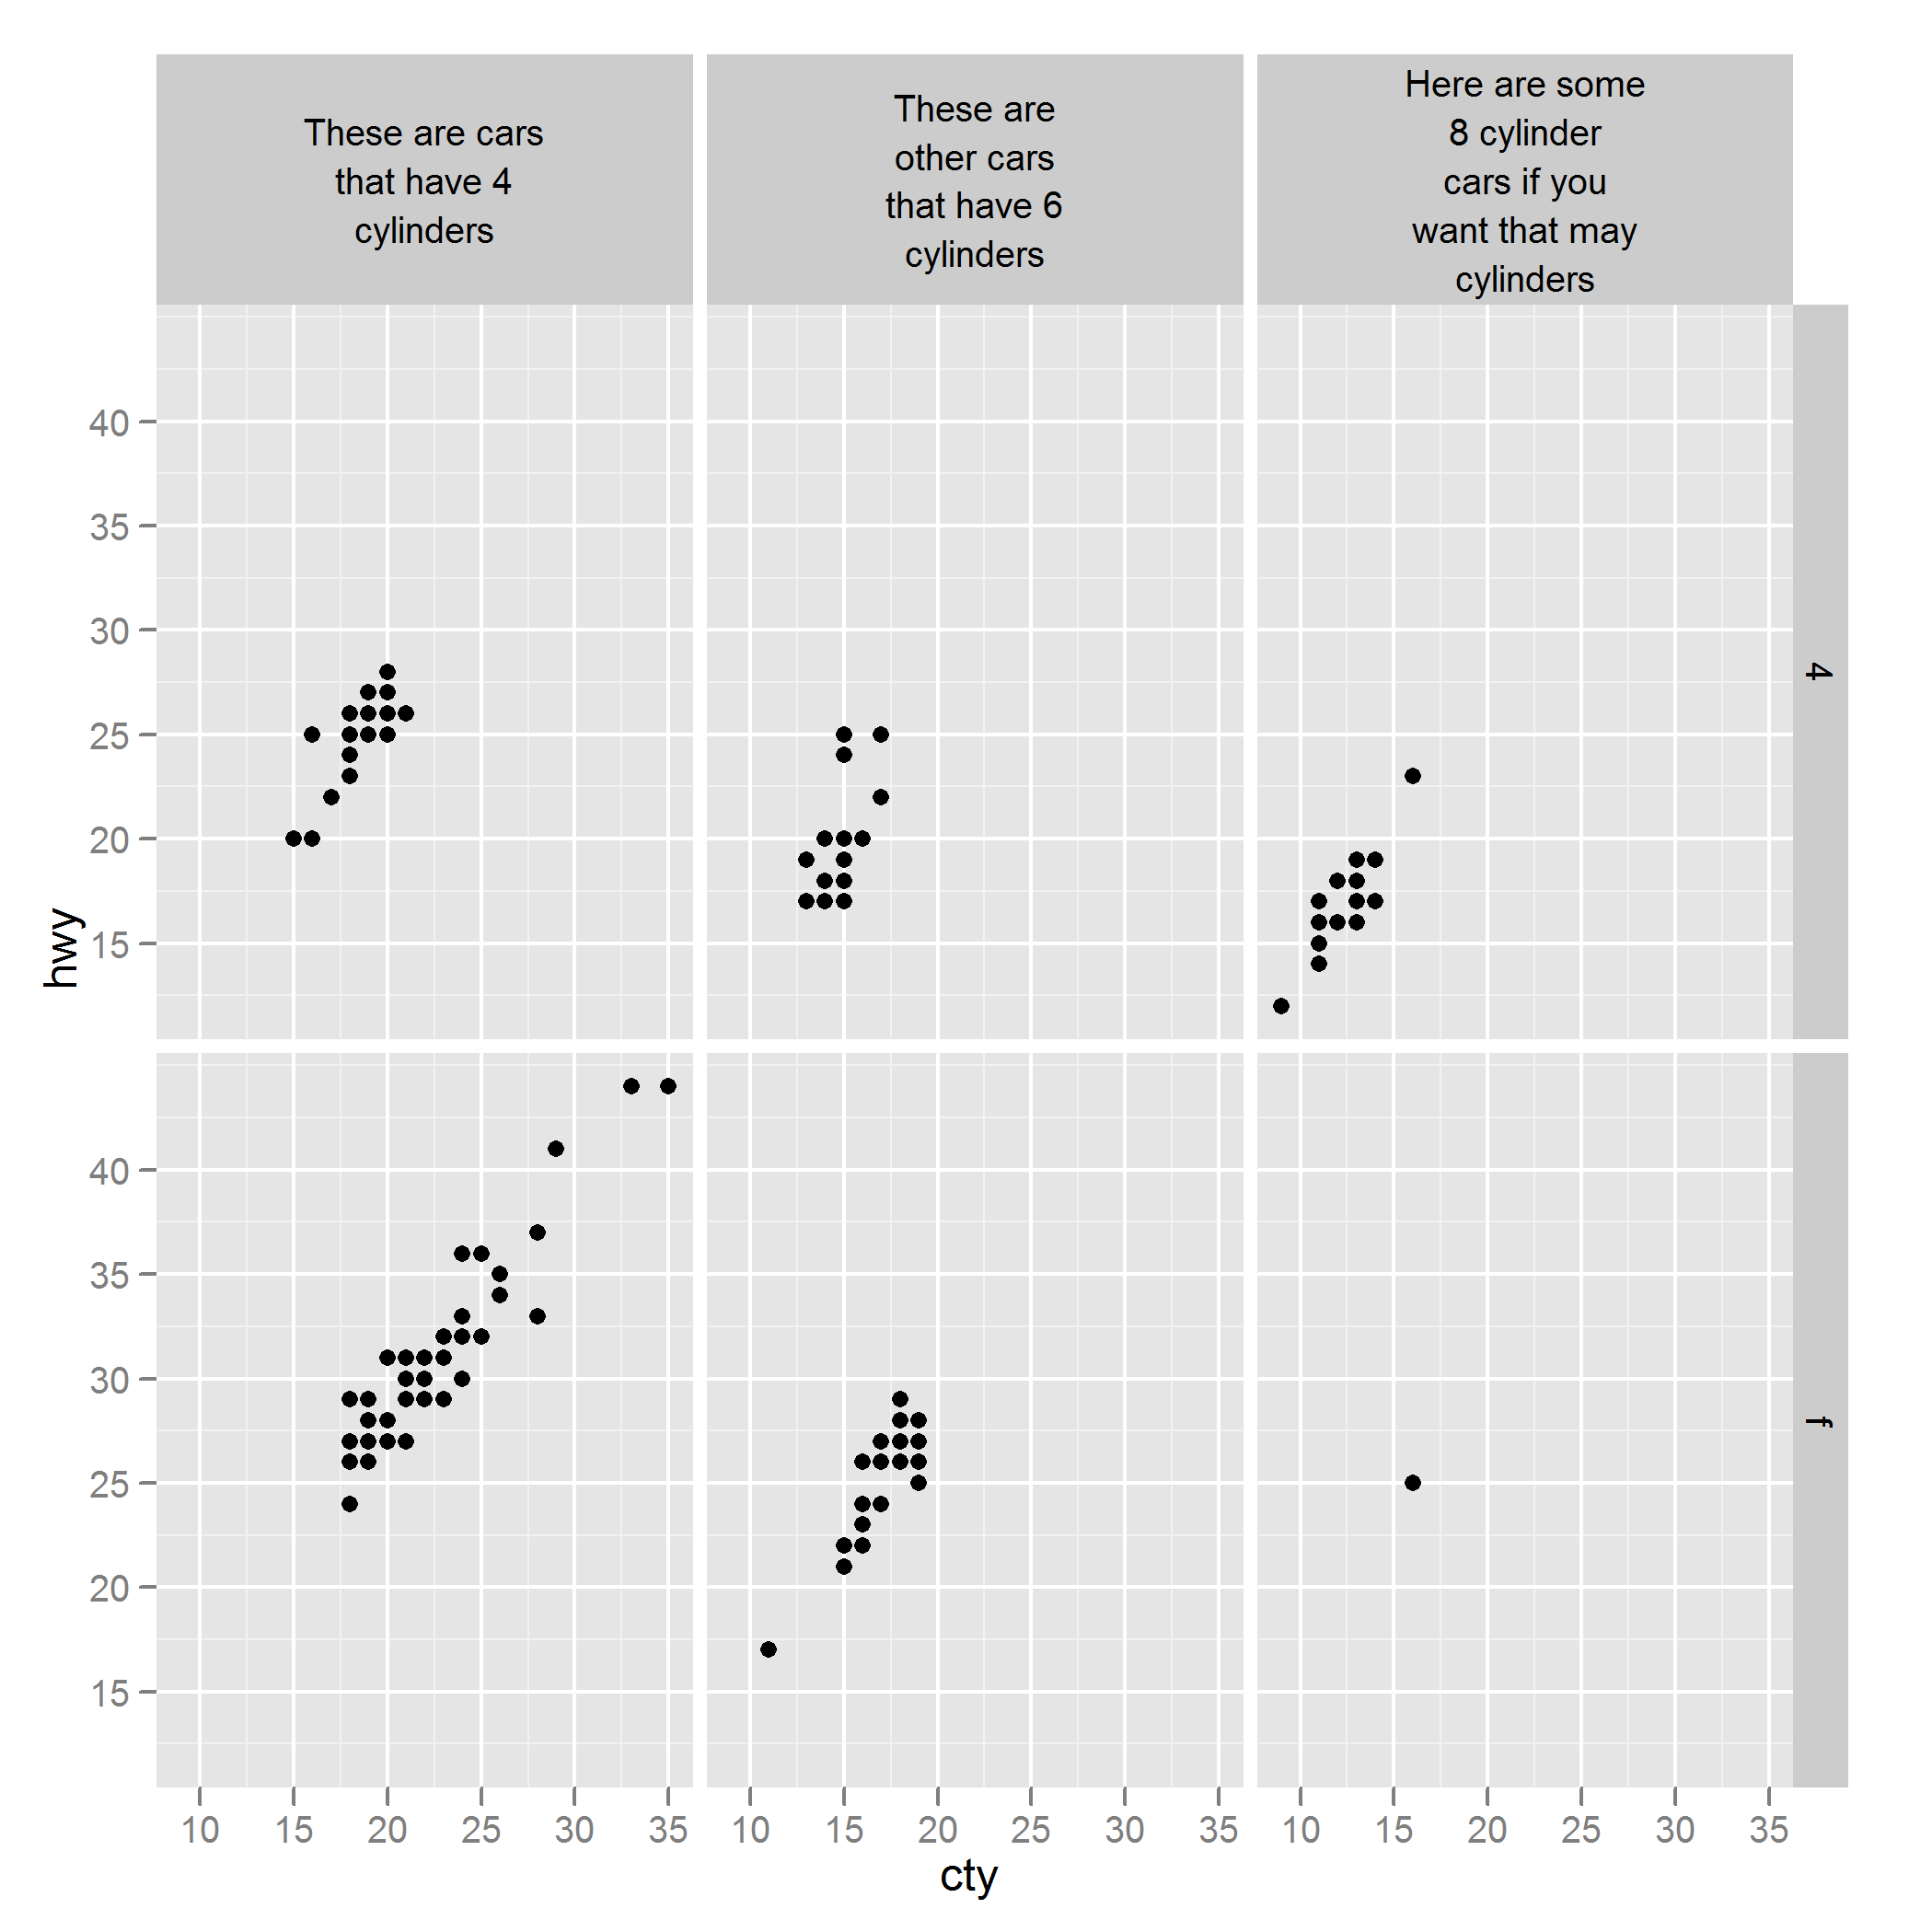 These are cars
that have 4
cylinders
These are
other cars
that have 6
cylinders
Here are some
8 cylinder
cars if you
want that may
cylinders
40
35
30
25
20
15
4
hwy
40
35
30
25
20
15
f
10 15 20 25 30 35 10 15 20 25 30 35 10 15 20 25 30 35
cty